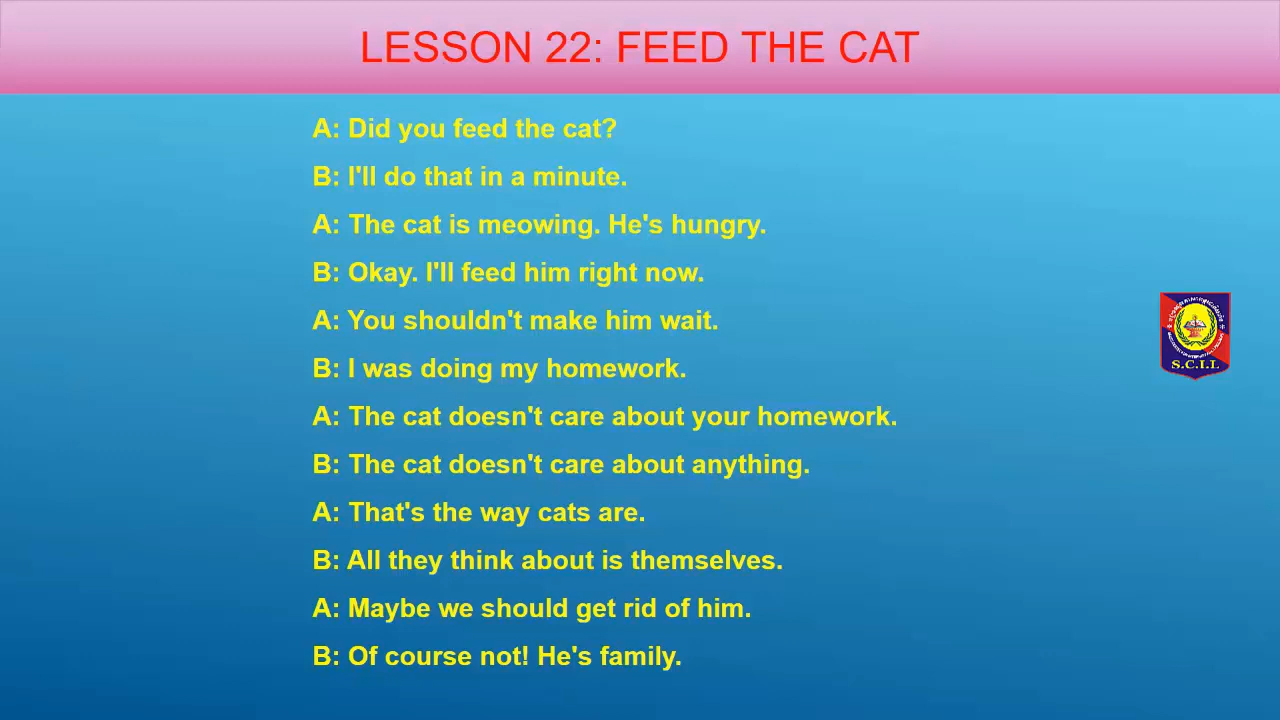 LESSON 22: FEED THE CAT
A: Did you feed the cat?
B: I'll do that in a minute.
A: The cat is meowing. He's hungry.
B: Okay. I'll feed him right now.
A: You shouldn't make him wait.
B: I was doing my homework.
A: The cat doesn't care about your homework.
B: The cat doesn't care about anything.
A: That's the way cats are.
B: All they think about is themselves.
A: Maybe we should get rid of him.
B: Of course not! He's family.
S.C.I.L